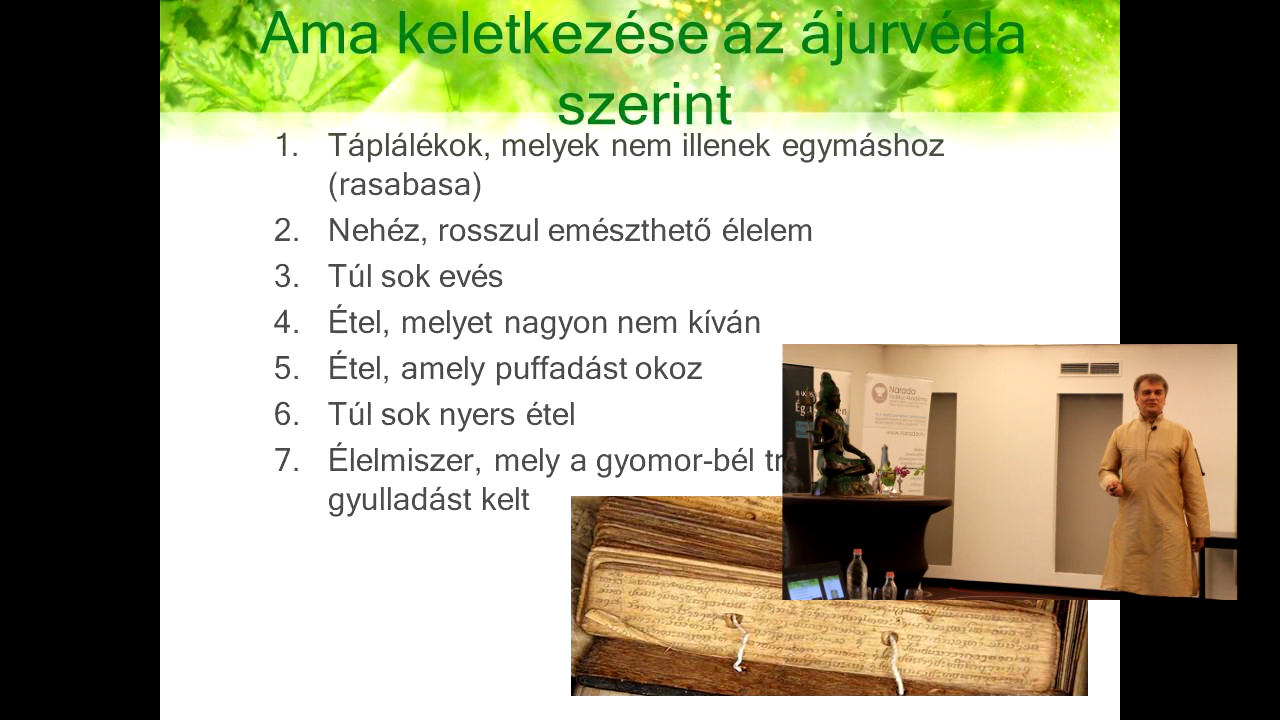 Ama keletkezése az ájurvéda
szerint
1. Táplálékok, melyek nem illenek egymáshoz
(rasabasa)
2. Nehéz, rosszul emészthető élelem
3. Túl sok evés
4. Étel, melyet nagyon nem kíván
5. Étel, amely puffadást okoz
6. Túl sok nyers étel
7. Élelmiszer, mely a gyomor-bél
gyulladást kelt
Narada